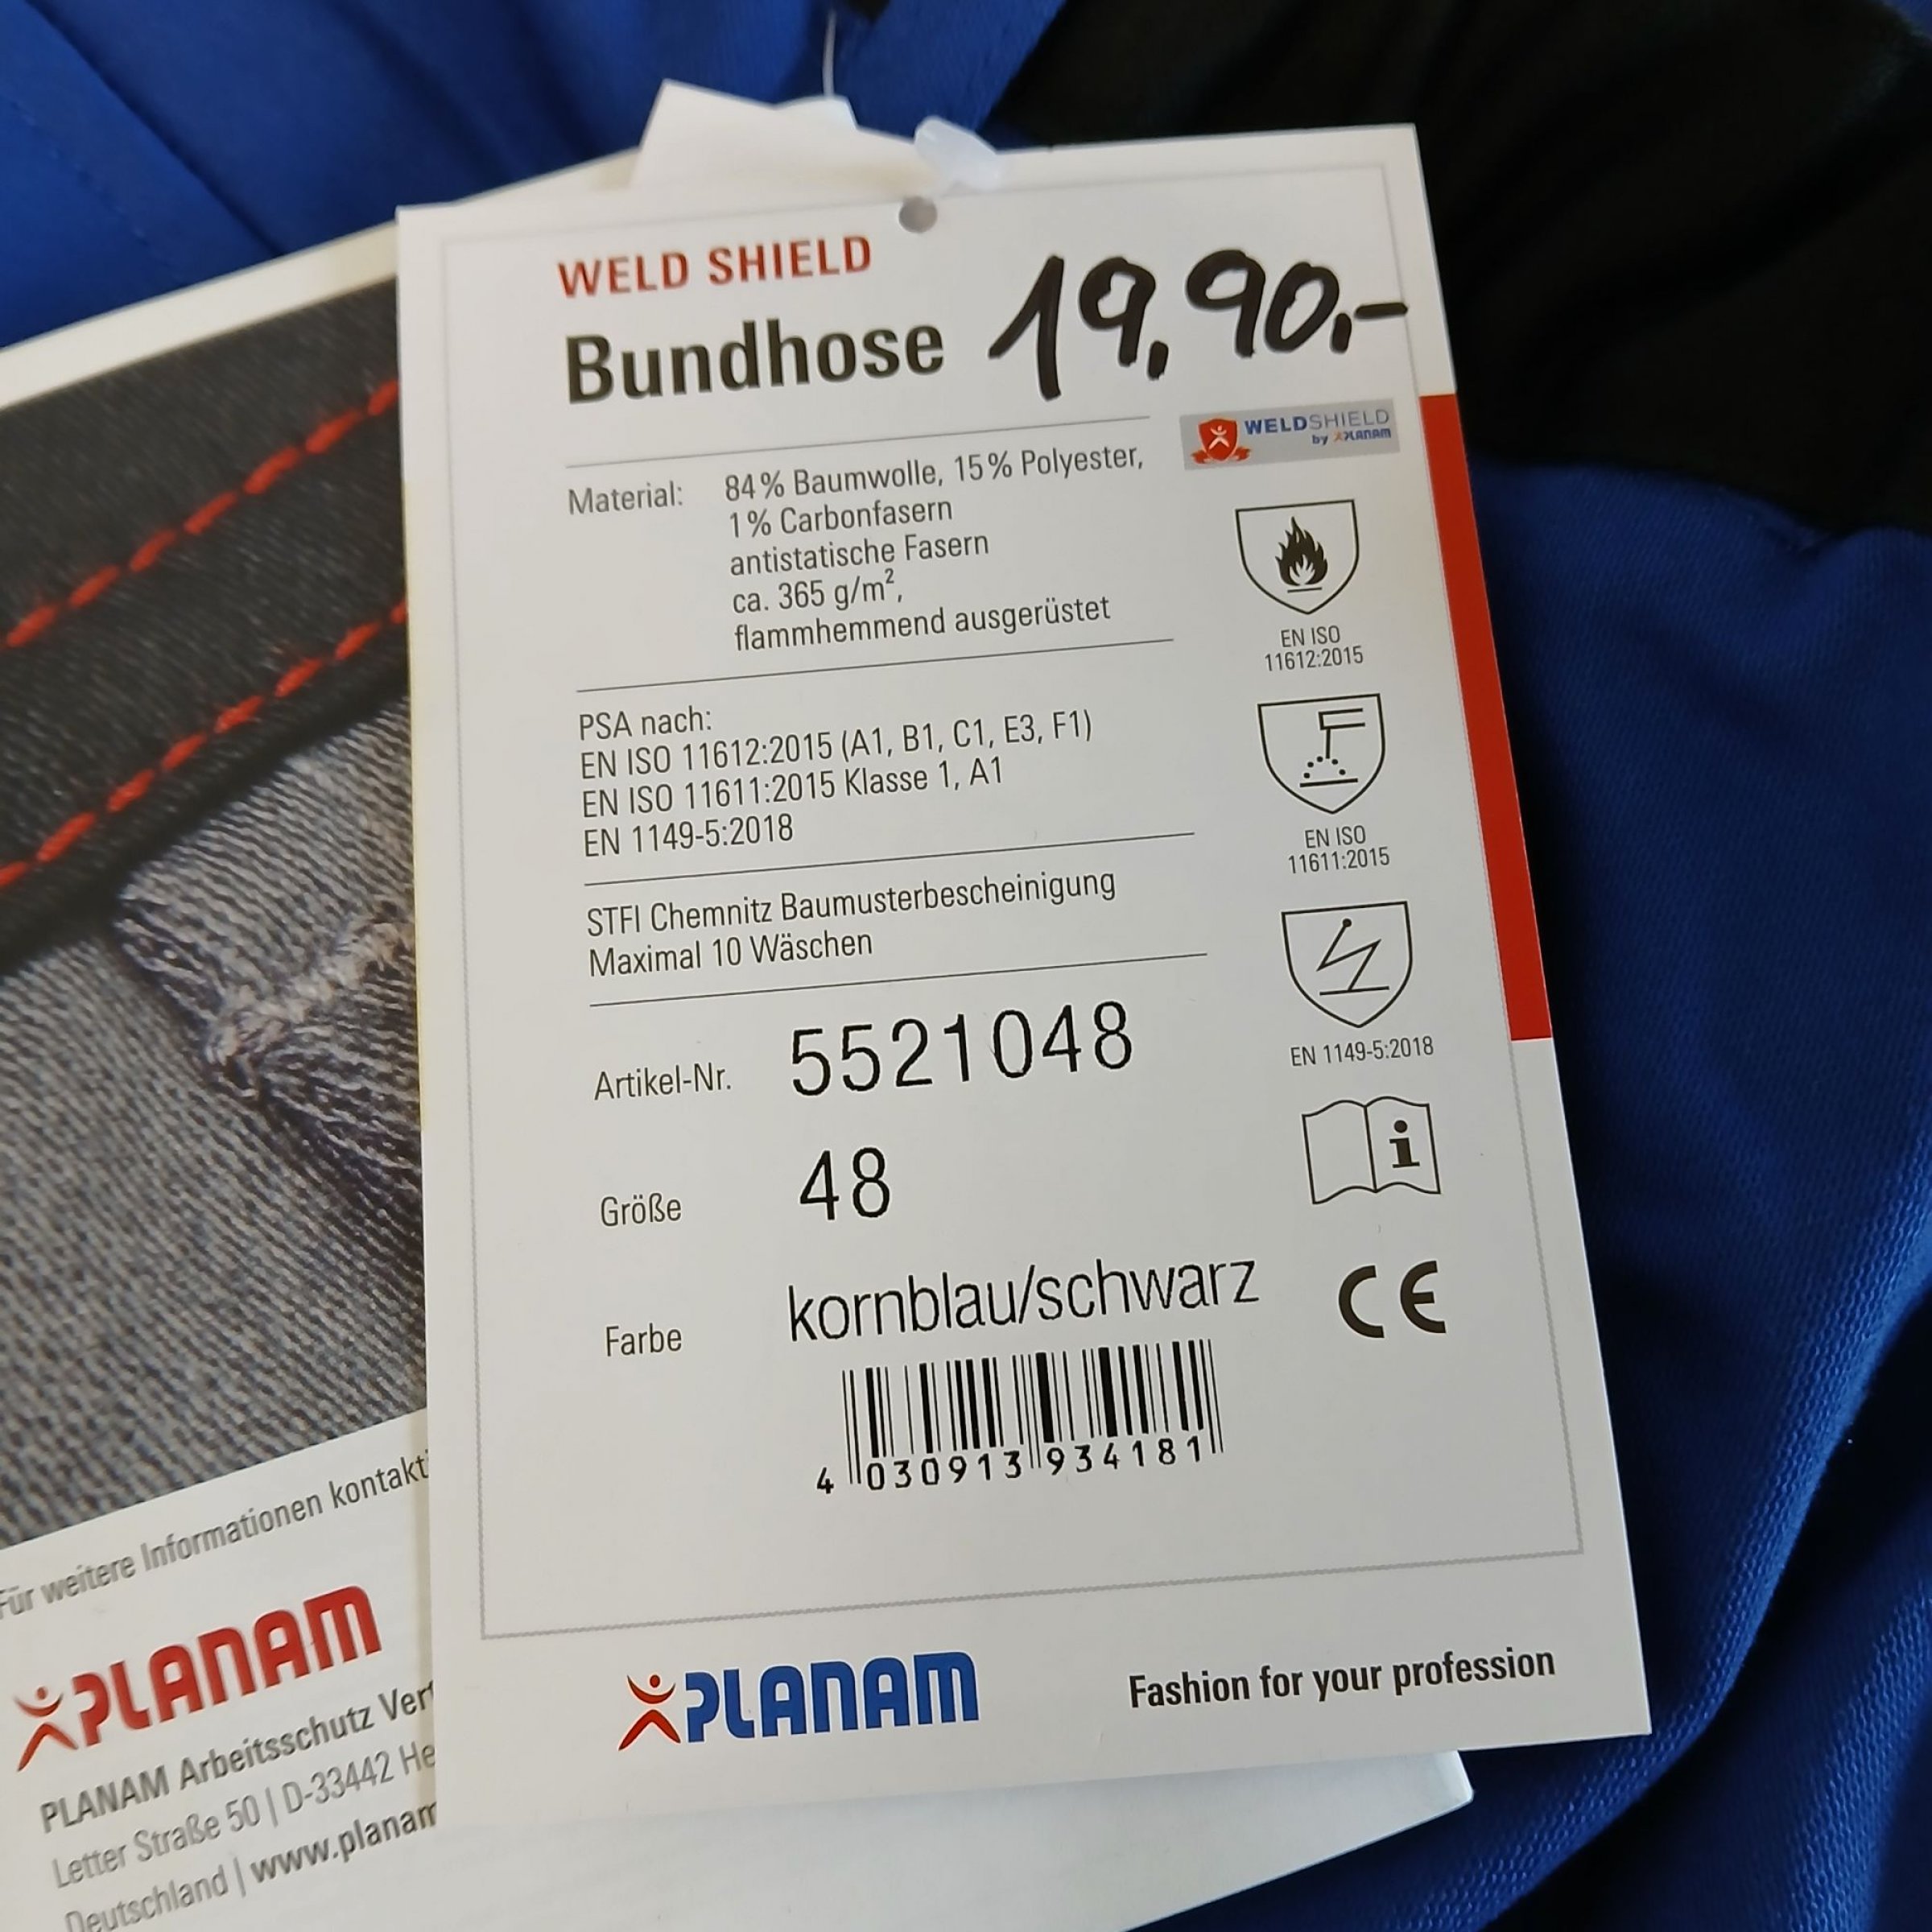 WELD SHIELD
Bundhose 19,90.-
WELDSHIELD
by PLANAM
Material: 84% Baumwolle, 15% Polyester,
1% Carbonfasern
antistatische Fasern
ca. 365 g/m²,
flammhemmend ausgerüstet
EN ISO
11612:2015
PSA nach:
EN ISO 11612:2015 (A1, B1, C1, E3, F1)
EN ISO 11611:2015 Klasse 1, A1
EN 1149-5:2018
EN ISO
11611:2015
STFI Chemnitz Baumusterbescheinigung
Maximal 10 Wäschen
EN 1149-5:2018
Artikel-Nr. 5521048
i
Größe 48
Farbe kornblau/schwarz
CE
4 030913 934181
PLANAM
Fashion for your profession
Für weitere Informationen kontakti
PLANAM
PLANAM Arbeitsschutz Vert
Letter Straße 50 | D-33442 He
Deutschland | www.planam